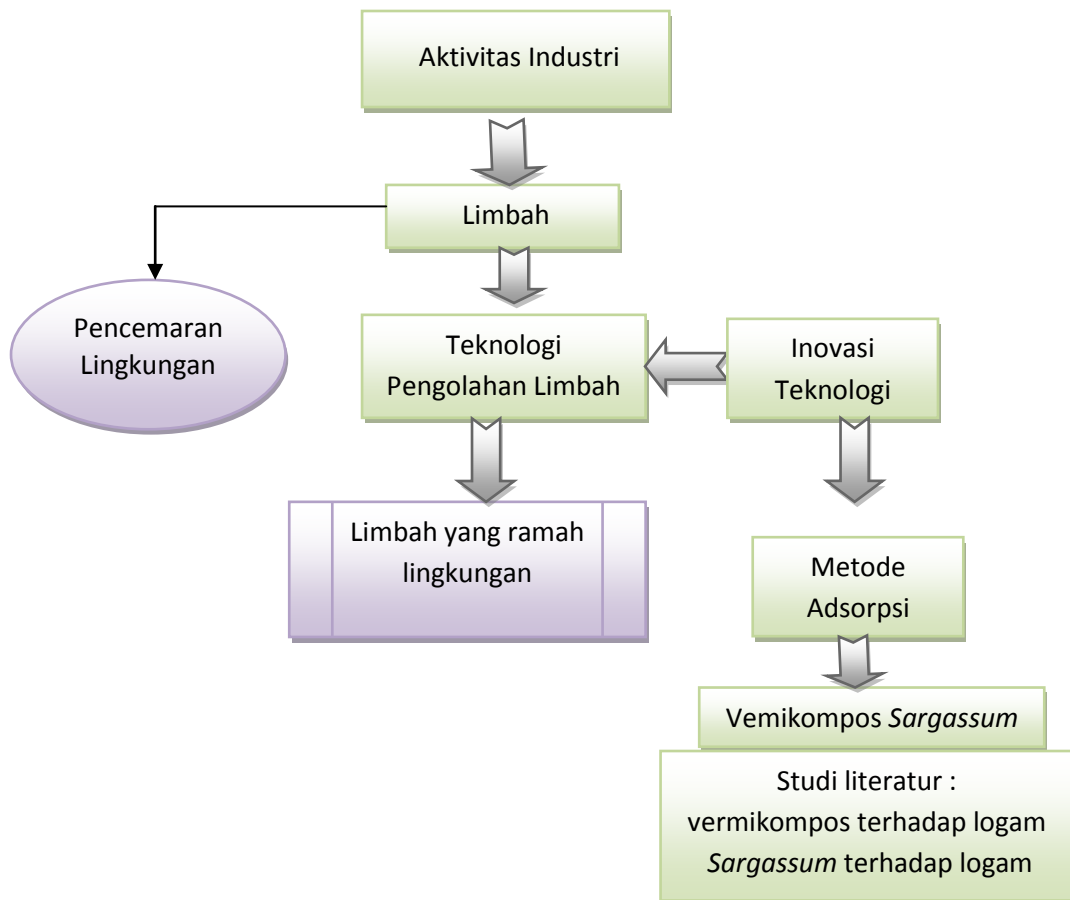 Aktivitas Industri
Limbah
Pencemaran
Lingkungan
Teknologi
Pengolahan Limbah
Inovasi
Teknologi
Limbah yang ramah
lingkungan
Metode
Adsorpsi
Vemikompos Sargassum
Studi literatur :
vermikompos terhadap logam
Sargassum terhadap logam